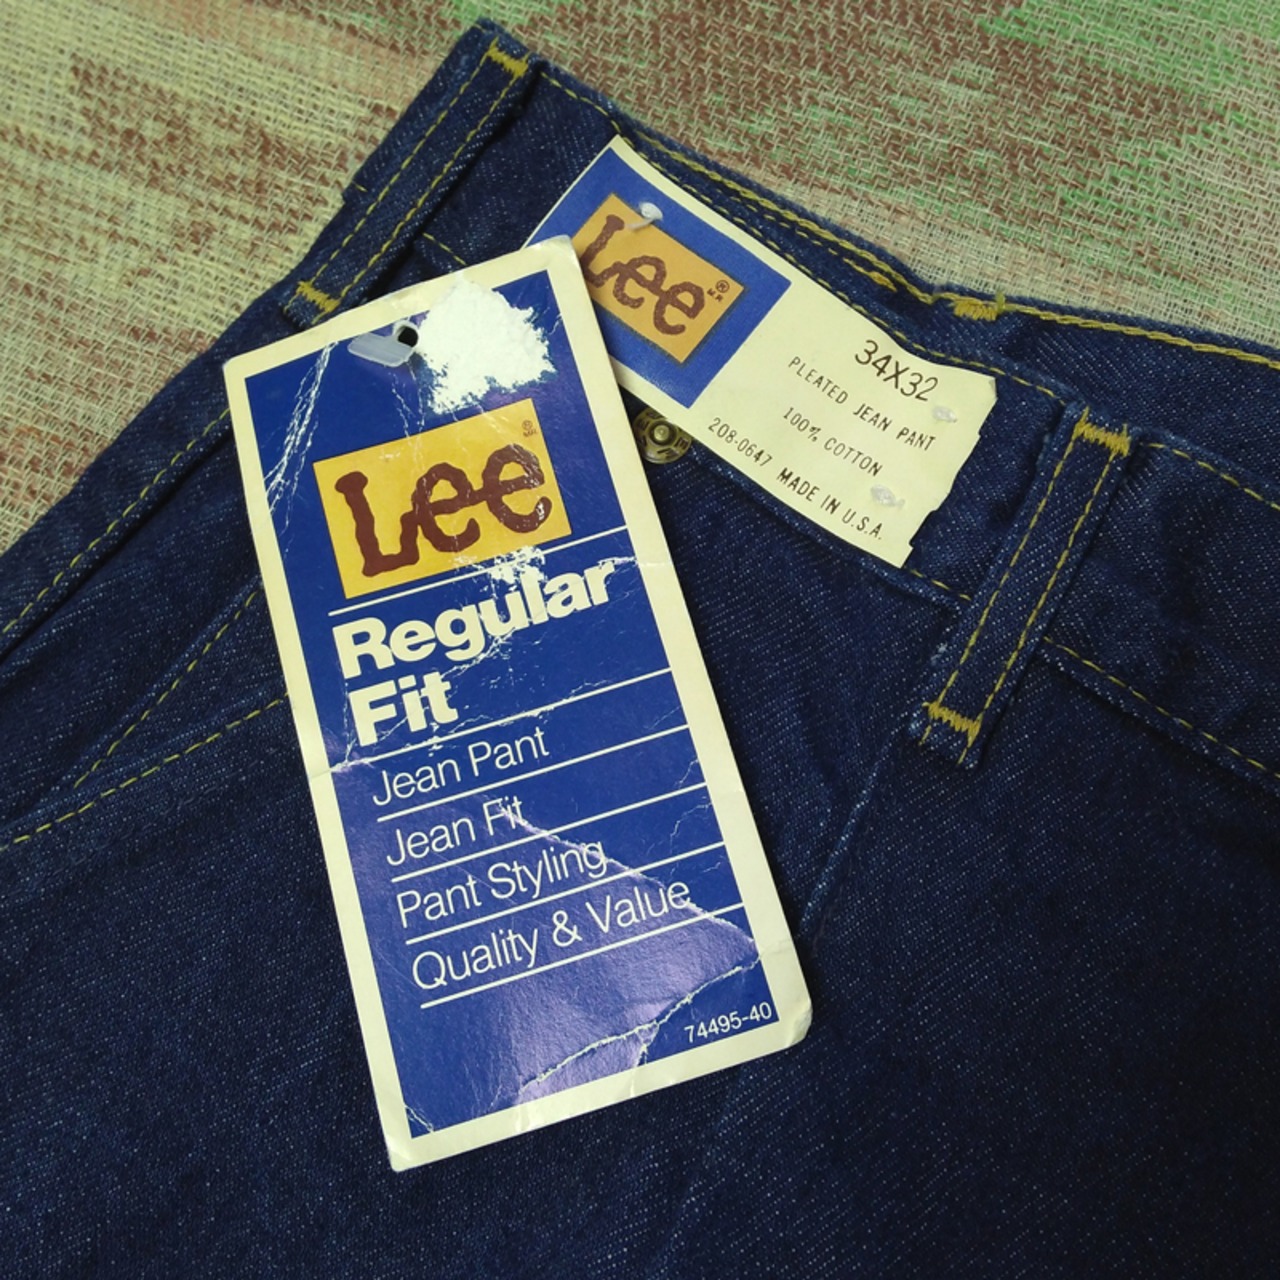 Lee
® M.R.
34X32
PLEATED JEAN PANT
100% COTTON
208-0647 MADE IN U.S.A.
Lee
® MR.
Regular
Fit
Jean Pant
Jean Fit
Pant Styling
Quality & Value
74495-40